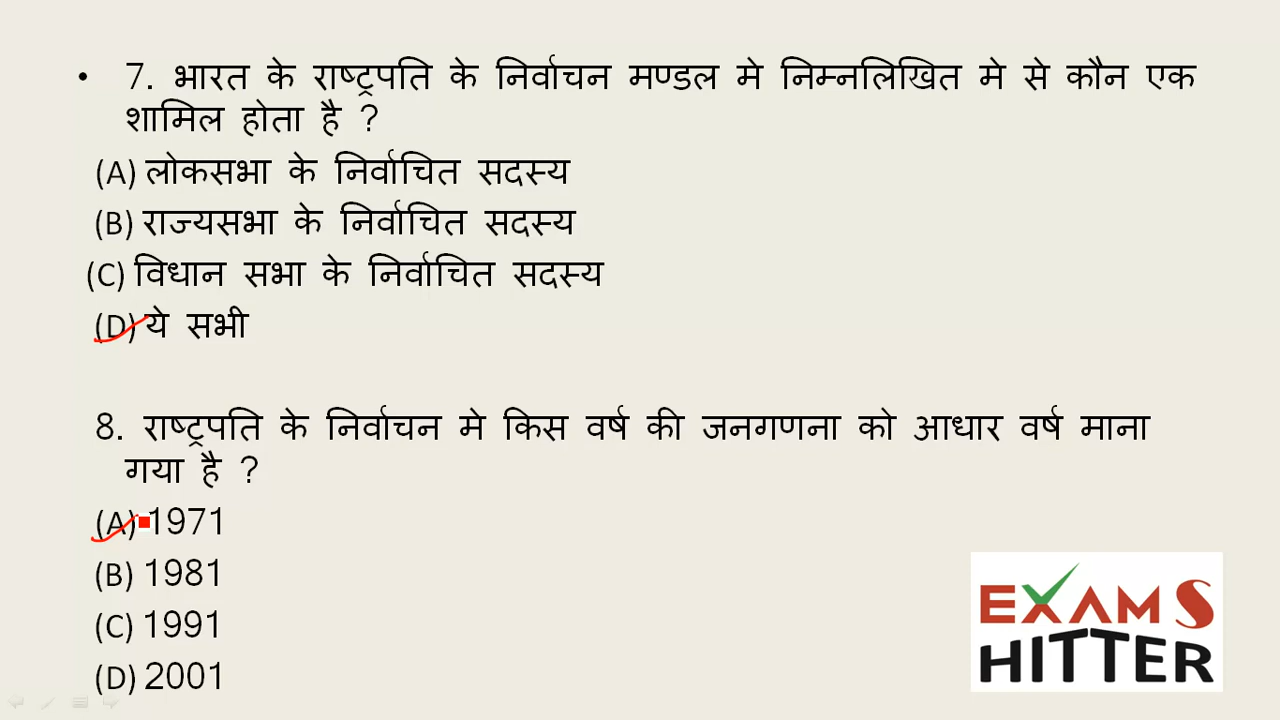 • 7. भारत के राष्ट्रपति के निर्वाचन मण्डल मे निम्नलिखित मे से कौन एक
शामिल होता है ?
(A) लोकसभा के निर्वाचित सदस्य
(B) राज्यसभा के निर्वाचित सदस्य
(C) विधान सभा के निर्वाचित सदस्य
(D) ये सभी
8. राष्ट्रपति के निर्वाचन मे किस वर्ष की जनगणना को आधार वर्ष माना
गया है ?
(A) 1971
(B) 1981
(C) 1991
(D) 2001
EXAMS
HITTER